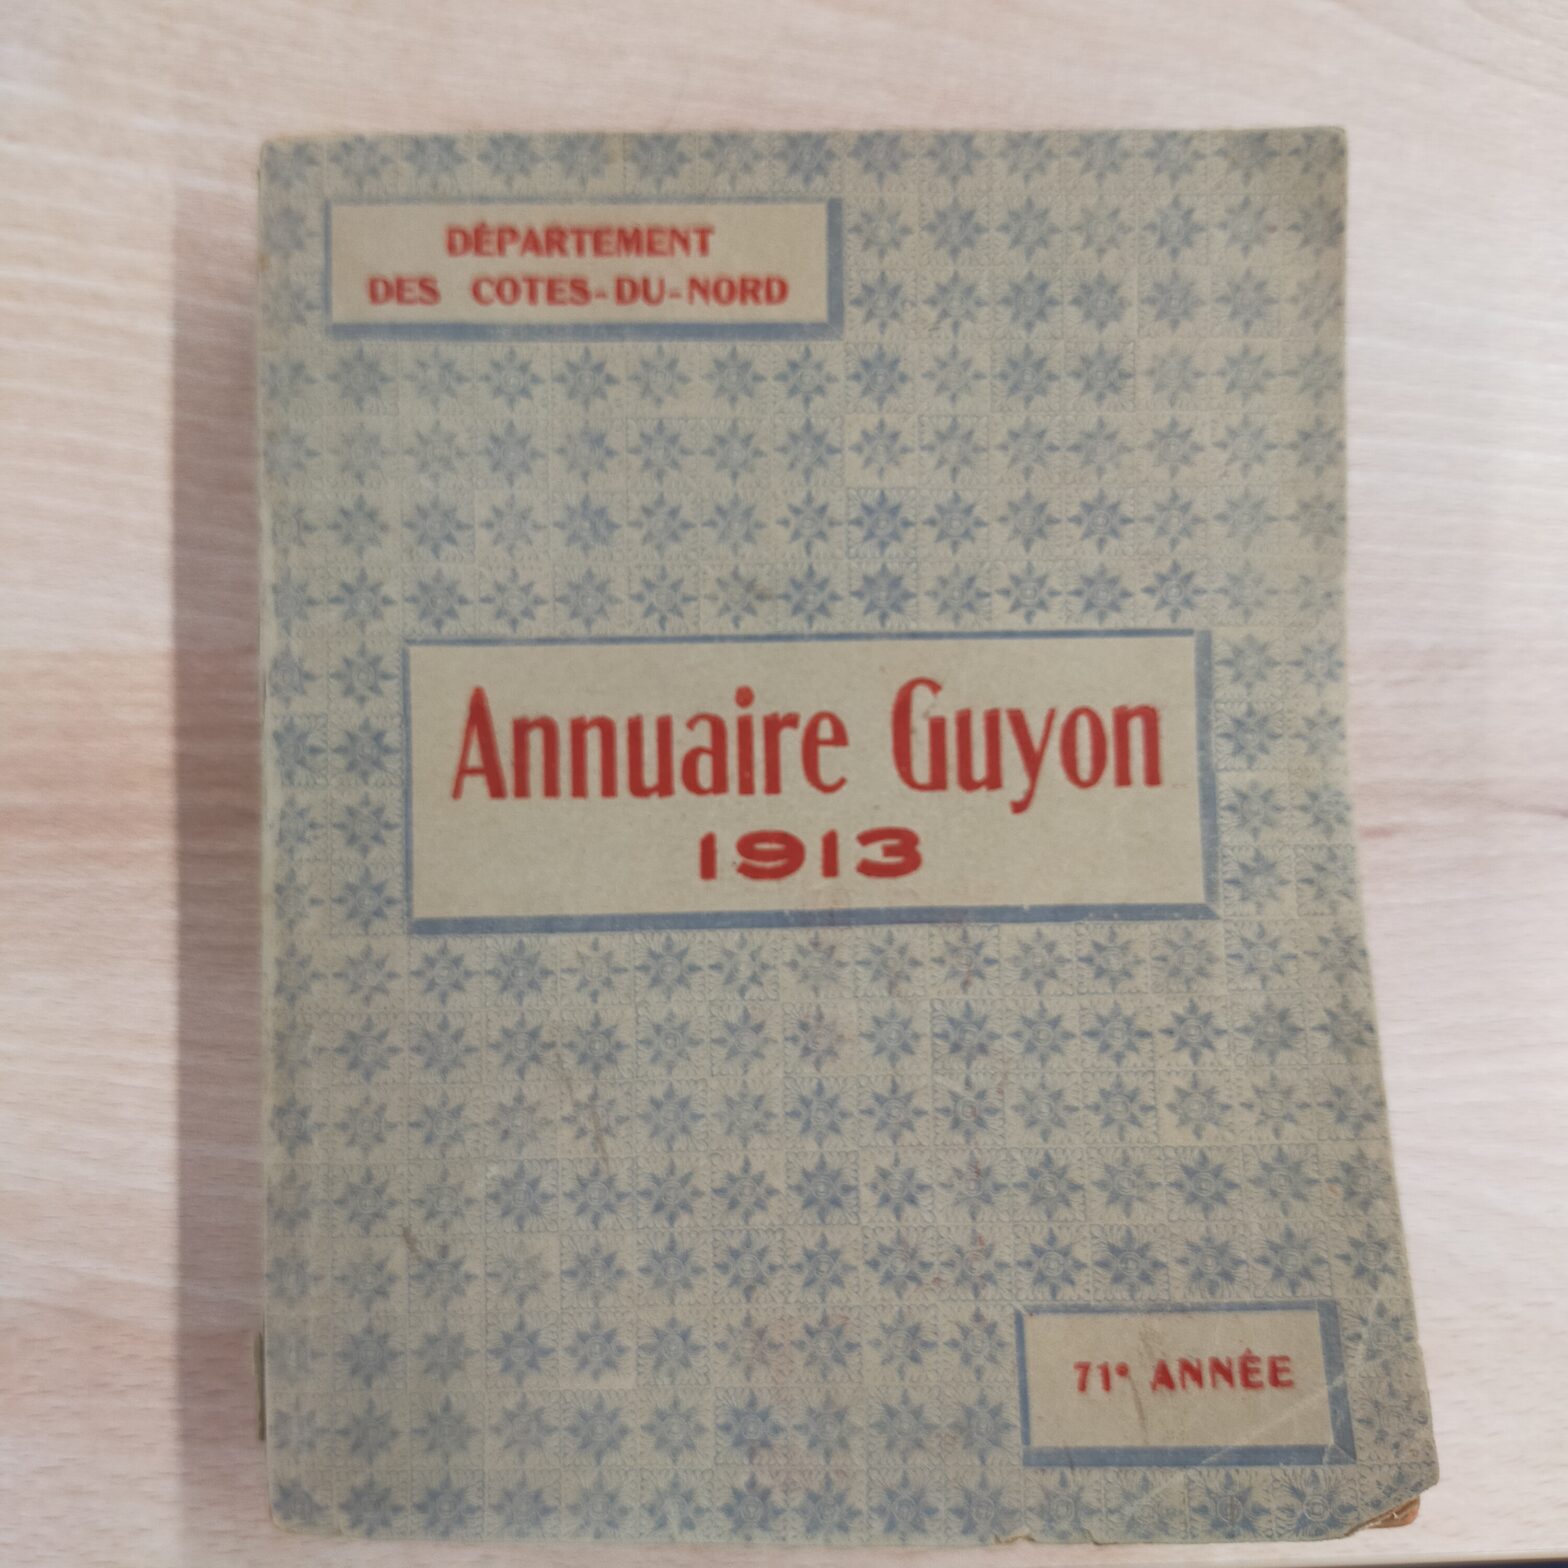 DÉPARTEMENT
DES COTES-DU-NORD
Annuaire Guyon
1913
71e ANNÉE